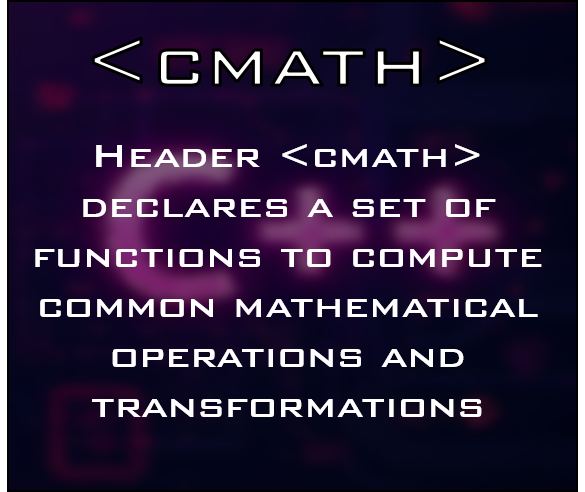 <CMATH>
HEADER <CMATH>
DECLARES A SET OF
FUNCTIONS TO COMPUTE
COMMON MATHEMATICAL
OPERATIONS AND
TRANSFORMATIONS
C++